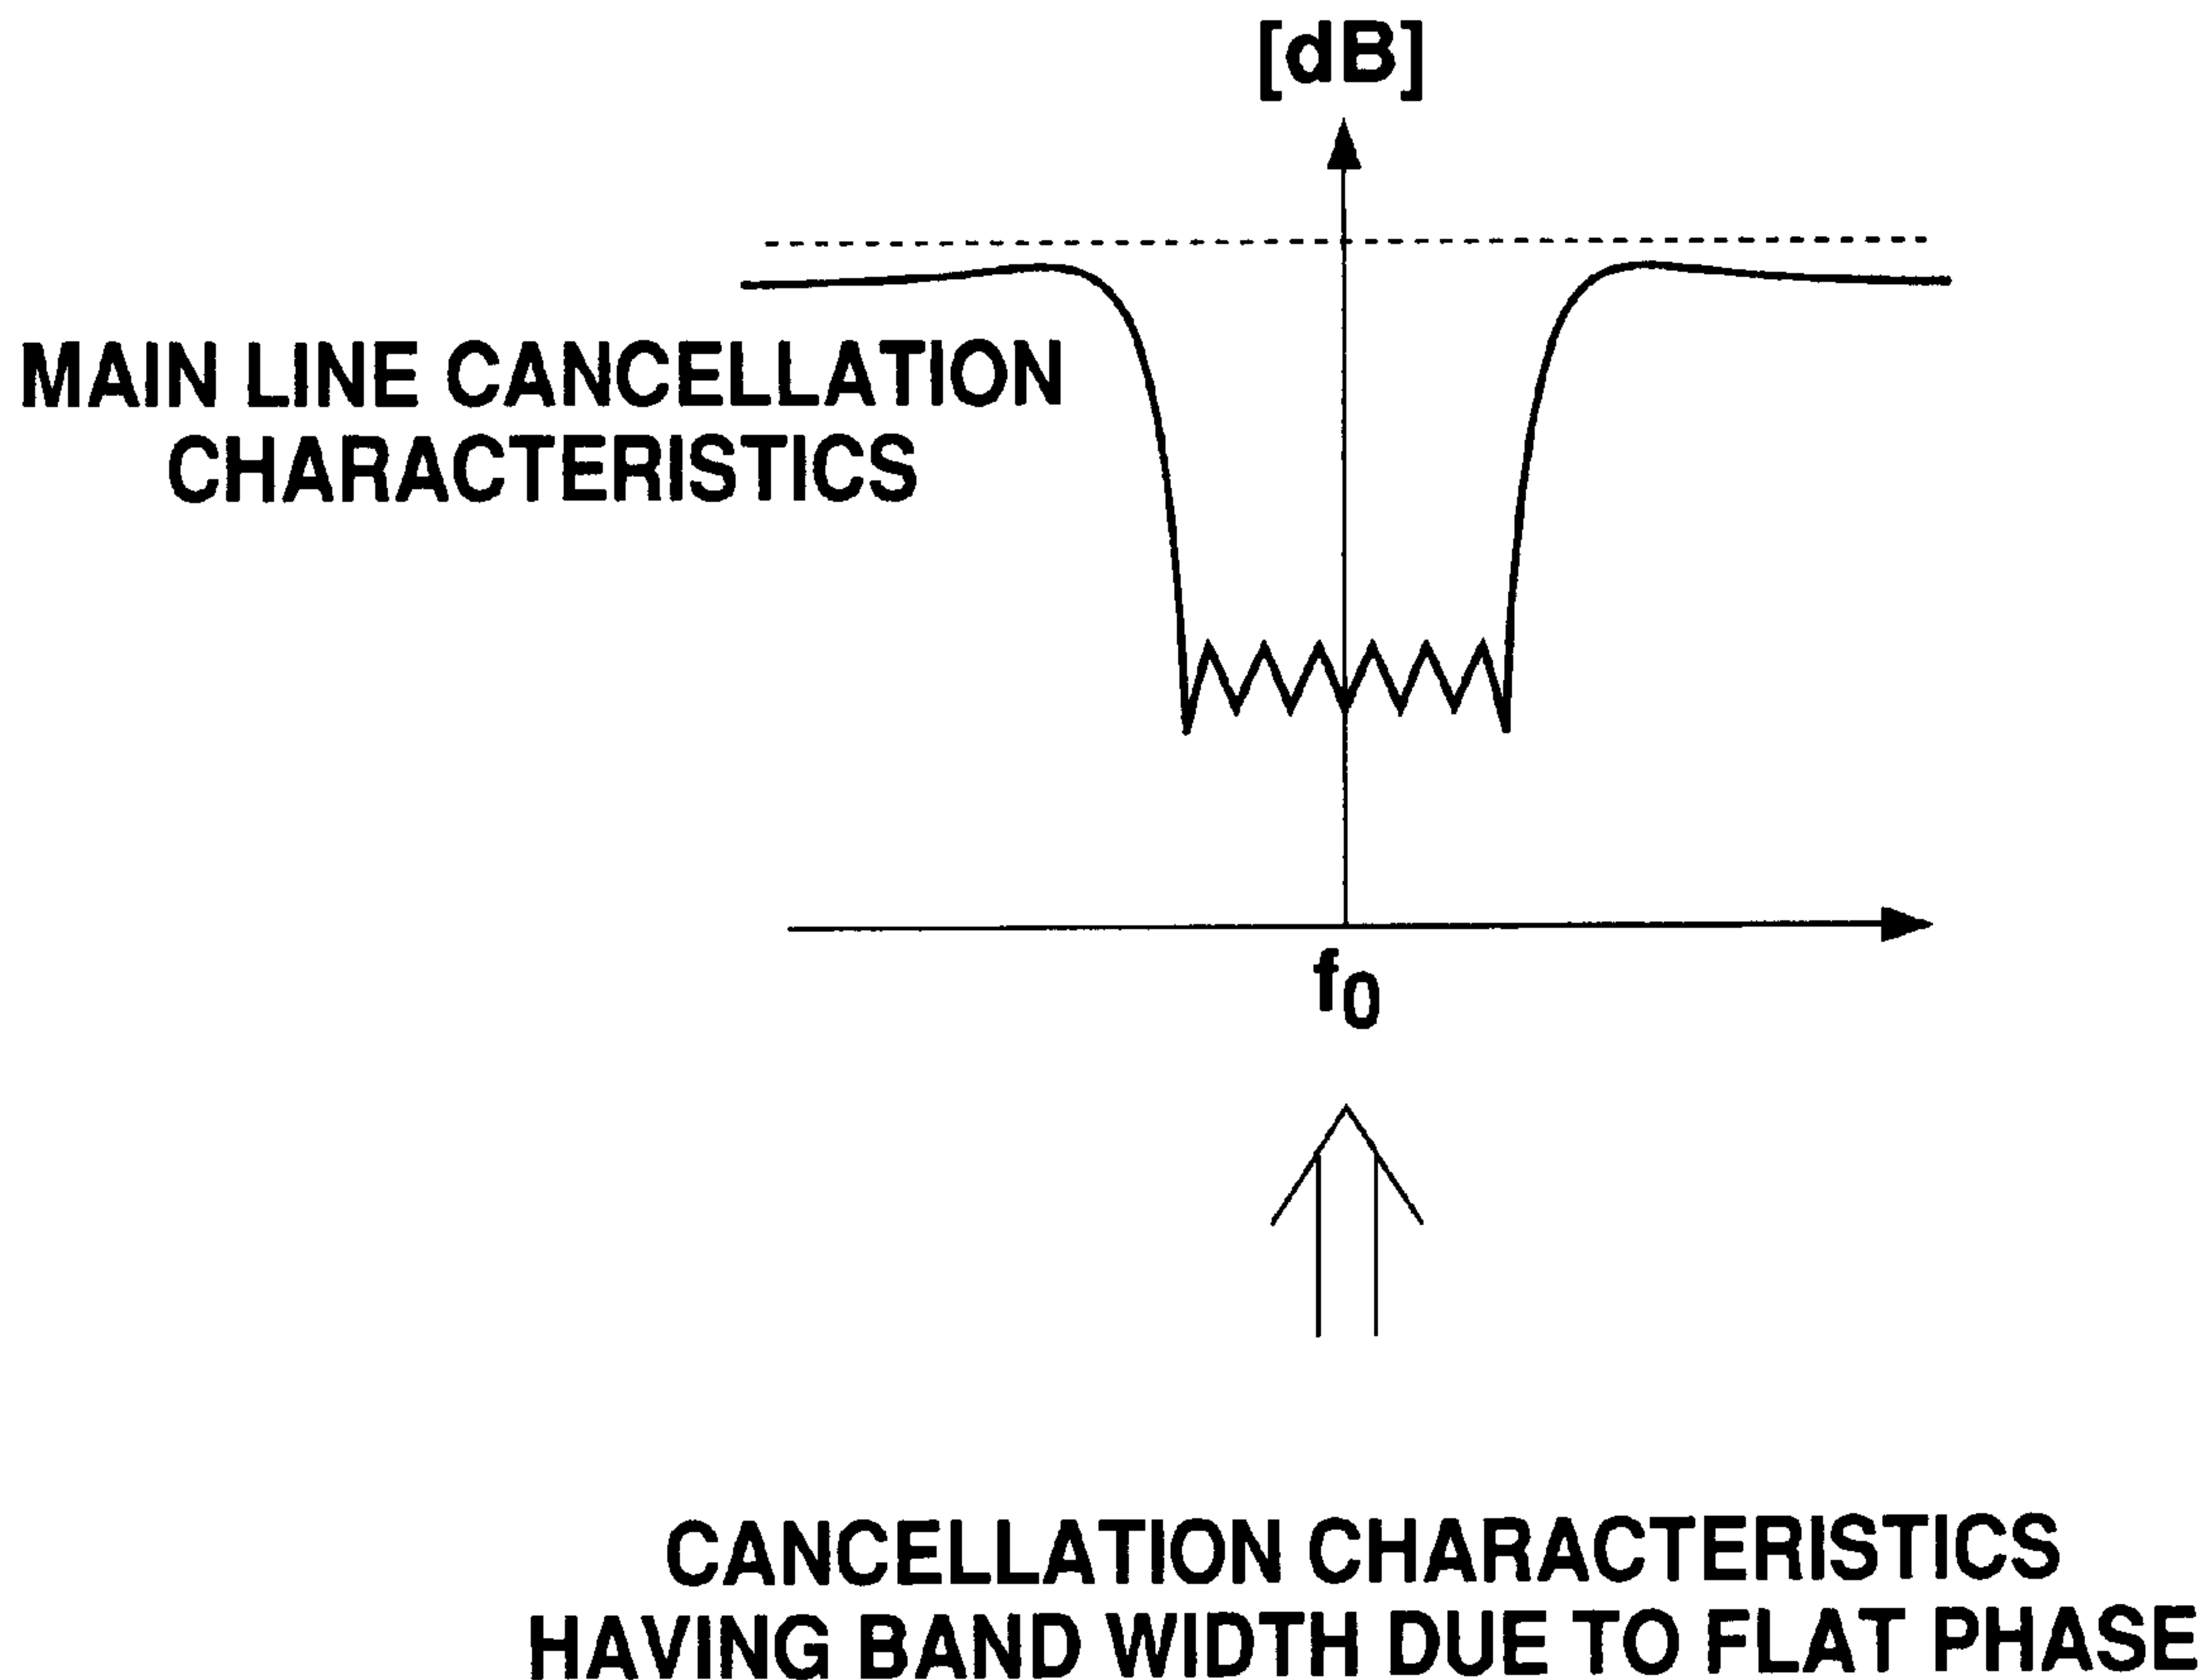 [dB]
MAIN LINE CANCELLATION
CHARACTERISTICS
f0
CANCELLATION CHARACTERISTICS
HAVING BAND WIDTH DUE TO FLAT PHASE